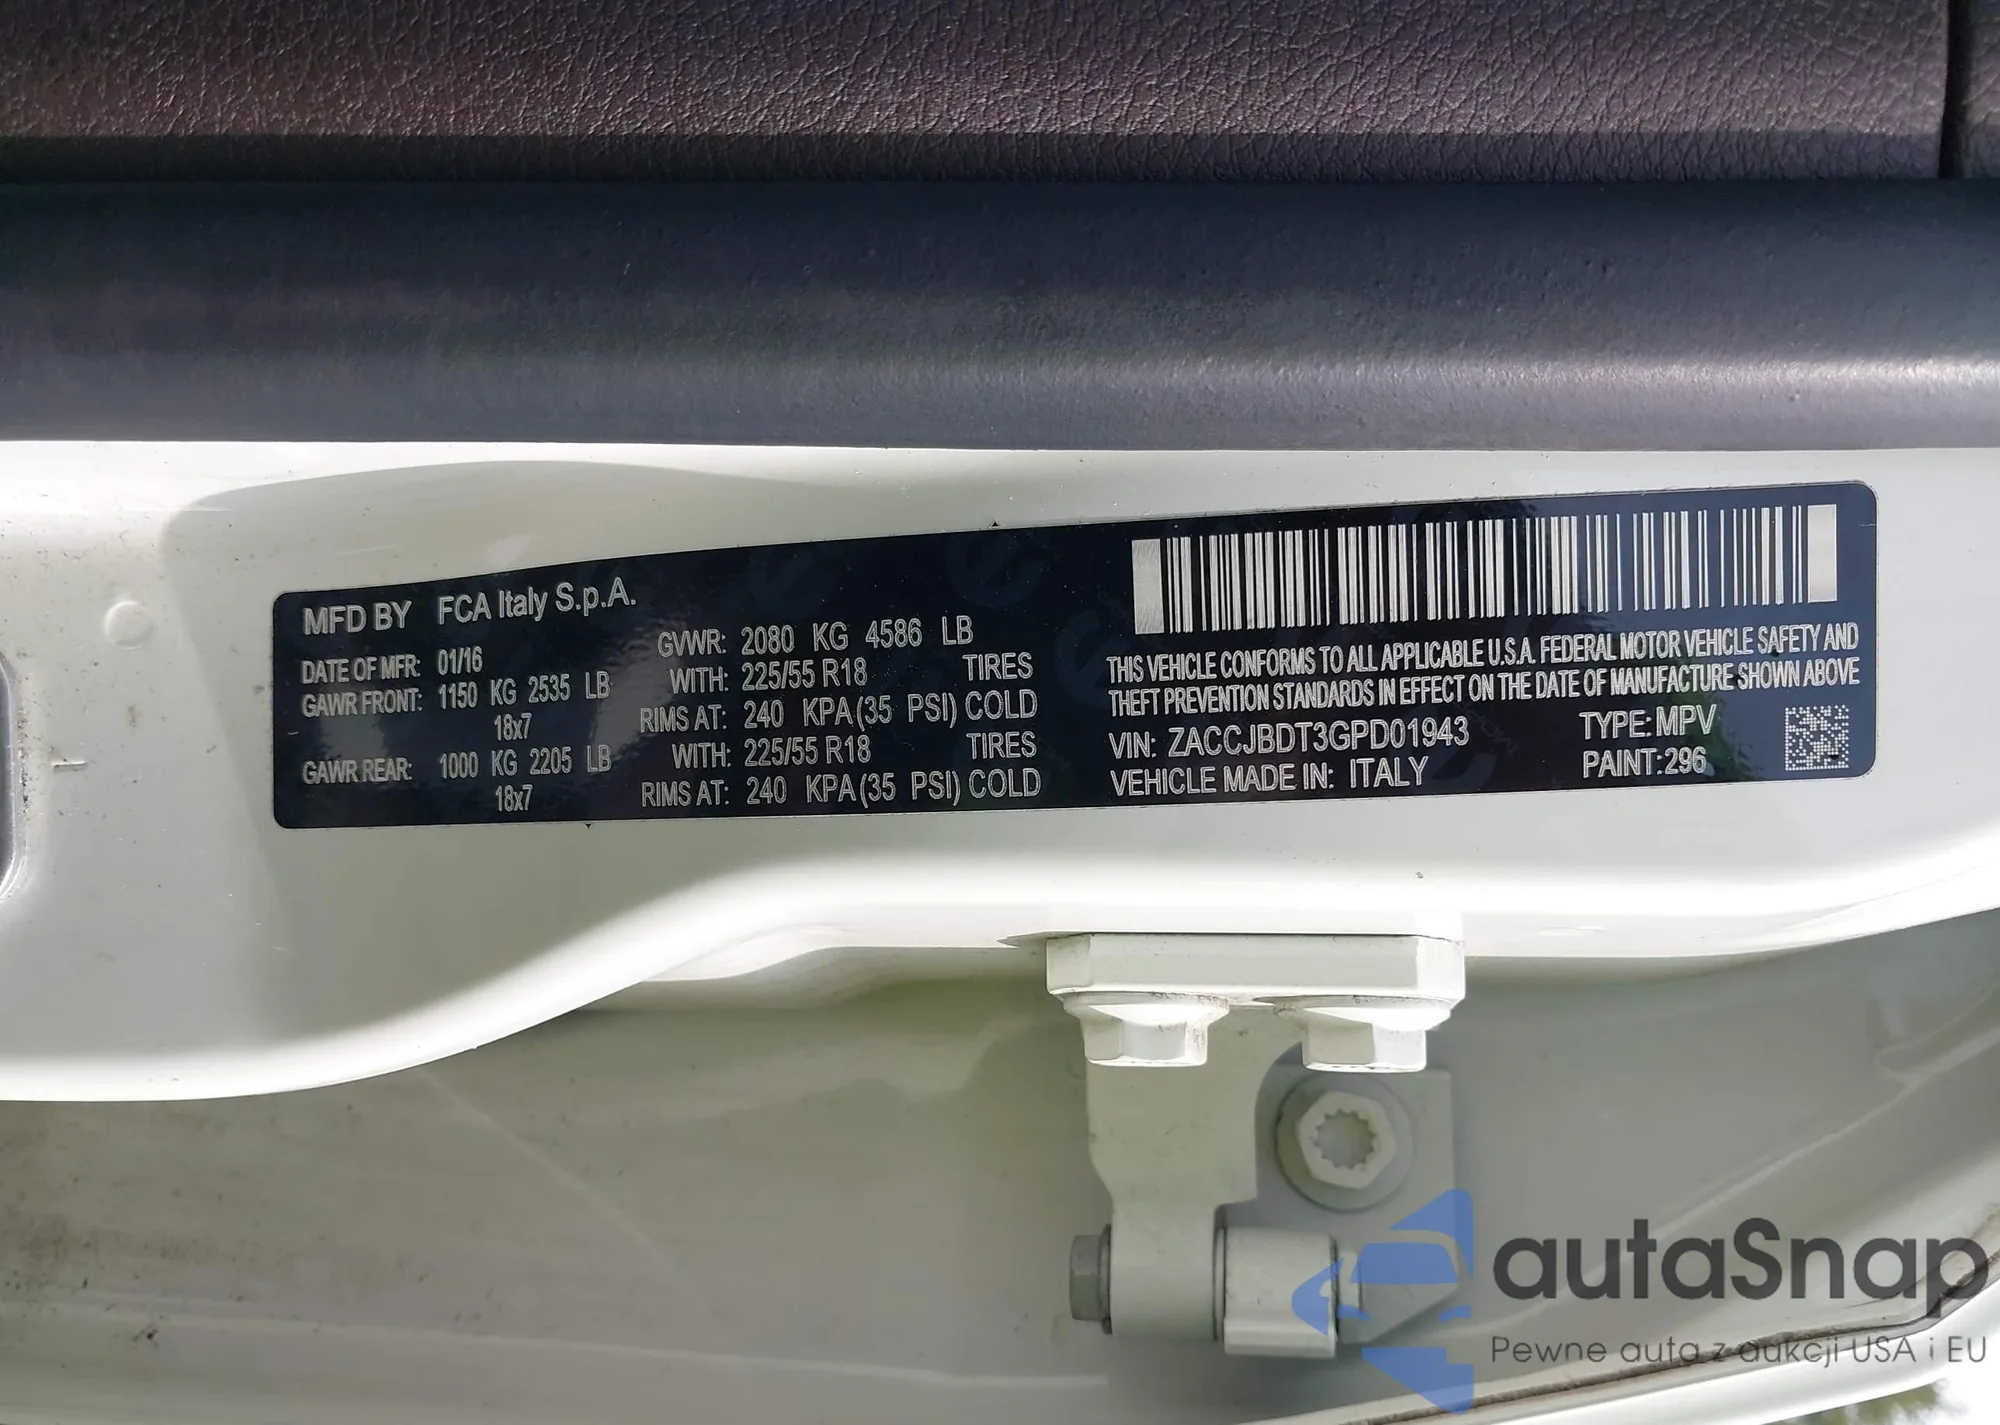 MFD BY FCA Italy S.p.A.
DATE OF MFR: 01/16 GVWR: 2080 KG 4586 LB
GAWR FRONT: 1150 KG 2535 LB WITH: 225/55 R18 TIRES
18x7 RIMS AT: 240 KPA(35 PSI) COLD
GAWR REAR: 1000 KG 2205 LB WITH: 225/55 R18 TIRES
18x7 RIMS AT: 240 KPA(35 PSI) COLD
THIS VEHICLE CONFORMS TO ALL APPLICABLE U.S.A. FEDERAL MOTOR VEHICLE SAFETY AND
THEFT PREVENTION STANDARDS IN EFFECT ON THE DATE OF MANUFACTURE SHOWN ABOVE
VIN: ZACCJBDT3GPD01943 TYPE: MPV
VEHICLE MADE IN: ITALY PAINT: 296
autaSnap
Pewne auta z aukcji USA i EU